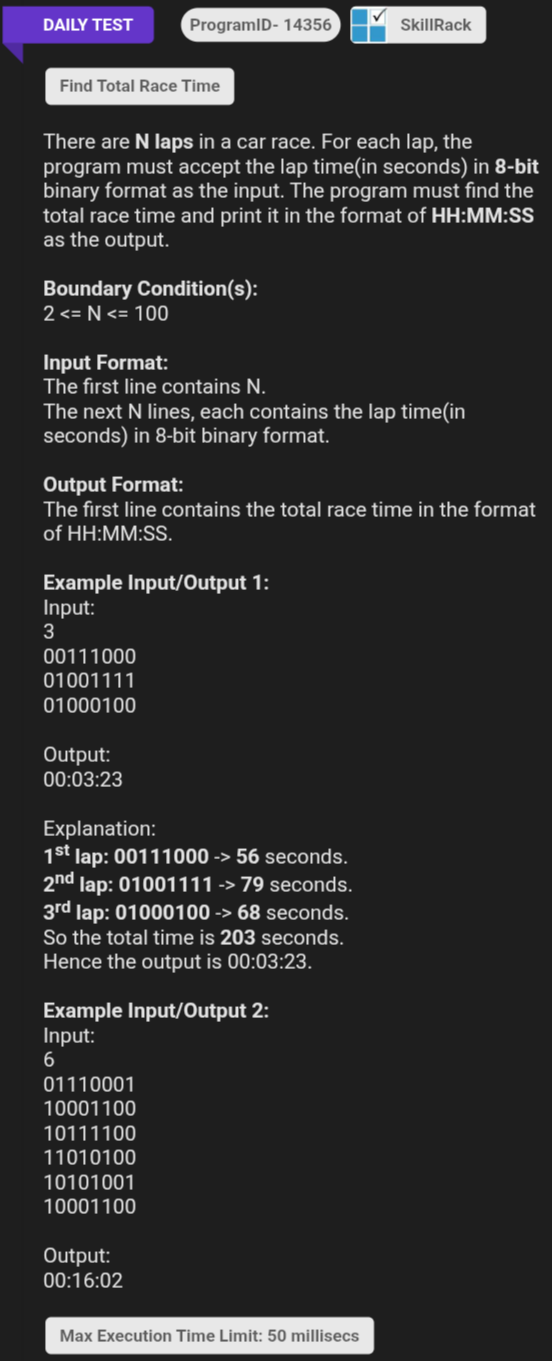 DAILY TEST
ProgramID- 14356
SkillRack
Find Total Race Time
There are N laps in a car race. For each lap, the
program must accept the lap time(in seconds) in 8-bit
binary format as the input. The program must find the
total race time and print it in the format of HH:MM:SS
as the output.
Boundary Condition(s):
2 <= N <= 100
Input Format:
The first line contains N.
The next N lines, each contains the lap time(in
seconds) in 8-bit binary format.
Output Format:
The first line contains the total race time in the format
of HH:MM:SS.
Example Input/Output 1:
Input:
3
00111000
01001111
01000100
Output:
00:03:23
Explanation:
1st lap: 00111000 -> 56 seconds.
2nd lap: 01001111 -> 79 seconds.
3rd lap: 01000100 -> 68 seconds.
So the total time is 203 seconds.
Hence the output is 00:03:23.
Example Input/Output 2:
Input:
6
01110001
10001100
10111100
11010100
10101001
10001100
Output:
00:16:02
Max Execution Time Limit: 50 millisecs